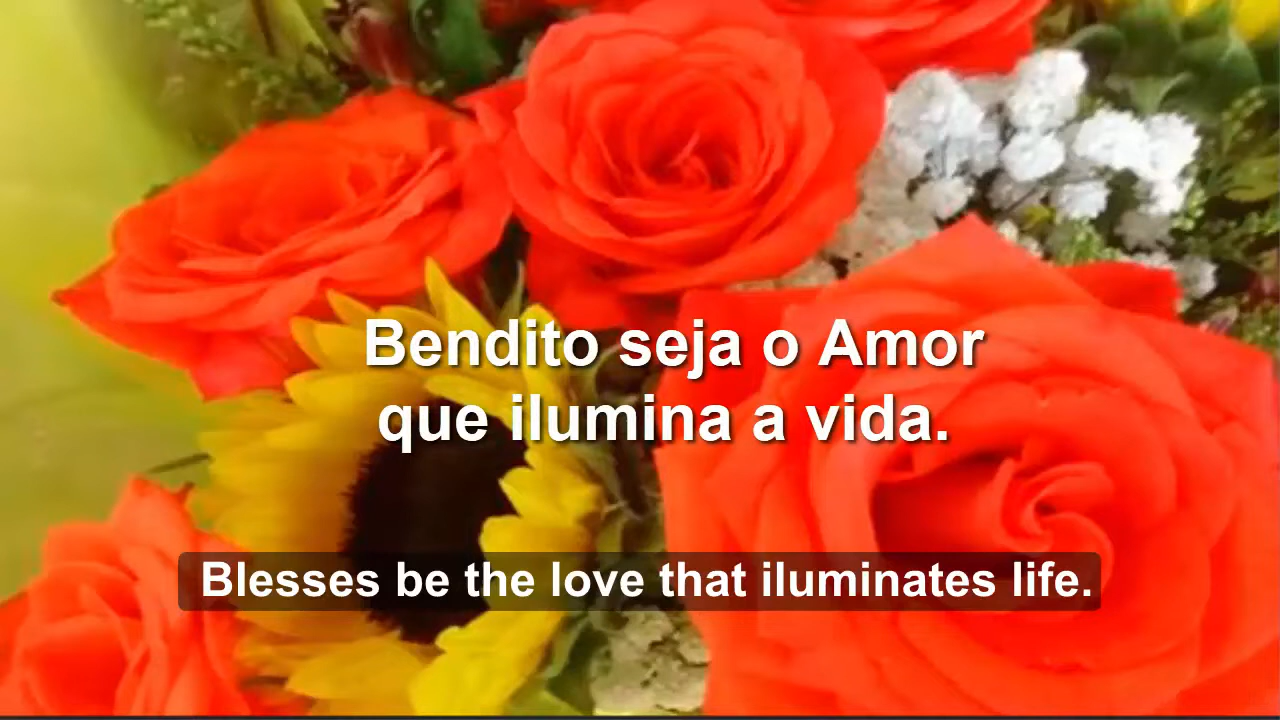 Bendito seja o Amor
que ilumina a vida.
Blesses be the love that iluminates life.